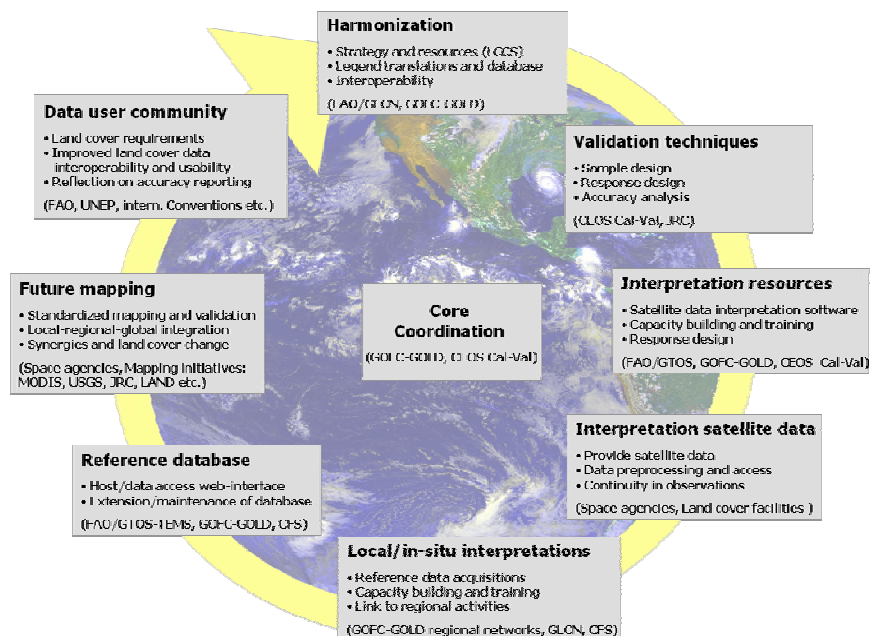 Harmonization
• Strategy and resources (LCCS)
• Legend translations and database
• Interoperability
(FAO/GLCN, GOFC-GOLD)
Validation techniques
• Sample design
• Response design
• Accuracy analysis
(CEOS Cal-Val, JRC)
Interpretation resources
• Satellite data interpretation software
• Capacity building and training
• Response design
(FAO/GTOS, GOFC-GOLD, CEOS Cal-Val)
Interpretation satellite data
• Provide satellite data
• Data preprocessing and access
• Continuity in observations
(Space agencies, Land cover facilities )
Local/in-situ interpretations
• Reference data acquisitions
• Capacity building and training
• Link to regional activities
(GOFC-GOLD regional networks, GLCN, CFS)
Reference database
• Host/data access web-interface
• Extension/maintenance of database
(FAO/GTOS-TEMS, GOFC-GOLD, CFS)
Future mapping
• Standardized mapping and validation
• Local-regional-global integration
• Synergies and land cover change
(Space agencies, Mapping initiatives:
MODIS, USGS, JRC, LAND etc.)
Data user community
• Land cover requirements
• Improved land cover data
interoperability and usability
• Reflection on accuracy reporting
(FAO, UNEP, intern. Conventions etc.)
Core
Coordination
(GOFC-GOLD, CEOS Cal-Val)